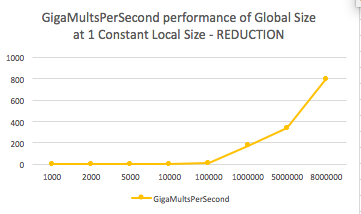 GigaMultsPerSecond performance of Global Size
at 1 Constant Local Size - REDUCTION
1000
800
600
400
200
0
1000 2000 5000 10000 100000 1000000 5000000 8000000
GigaMultsPerSecond